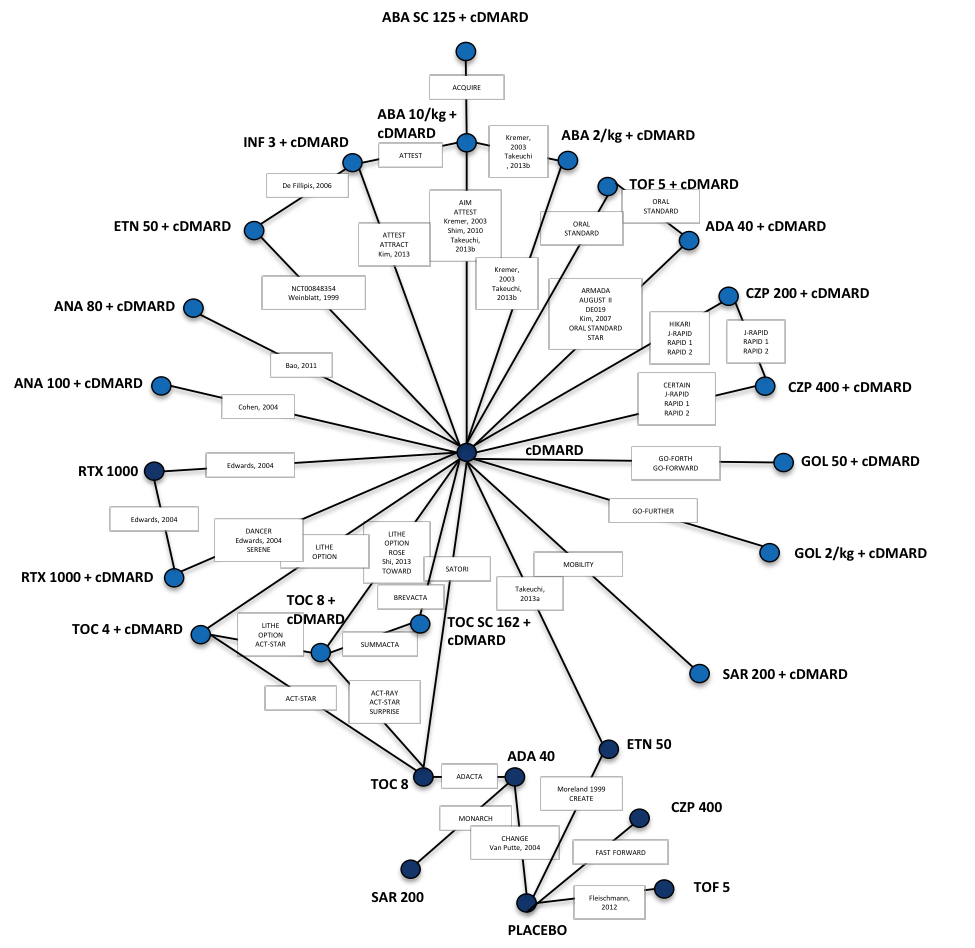 ABA SC 125 + cDMARD
ACQUIRE
ABA 10/kg +
cDMARD
Kremer,
2003
Takeuchi
, 2013b
ABA 2/kg + cDMARD
INF 3 + cDMARD
ATTEST
De Fillipis, 2006
TOF 5 + cDMARD
ORAL
STANDARD
AIM
ATTEST
Kremer, 2003
Shim, 2010
Takeuchi,
2013b
ETN 50 + cDMARD
ATTEST
ATTRACT
Kim, 2013
ORAL
STANDARD
ADA 40 + cDMARD
Kremer,
2003
Takeuchi,
2013b
NCT00848354
Weinblatt, 1999
ARMADA
AUGUST II
DE019
Kim, 2007
ORAL STANDARD
STAR
CZP 200 + cDMARD
ANA 80 + cDMARD
HIKARI
J-RAPID
RAPID 1
RAPID 2
J-RAPID
RAPID 1
RAPID 2
Bao, 2011
ANA 100 + cDMARD
CERTAIN
J-RAPID
RAPID 1
RAPID 2
CZP 400 + cDMARD
Cohen, 2004
cDMARD
RTX 1000
Edwards, 2004
GO-FORTH
GO-FORWARD
GOL 50 + cDMARD
Edwards, 2004
GO-FURTHER
DANCER
Edwards, 2004
SERENE
LITHE
OPTION
LITHE
OPTION
ROSE
Shi, 2013
TOWARD
SATORI
MOBILITY
GOL 2/kg + cDMARD
RTX 1000 + cDMARD
Takeuchi,
2013a
BREVACTA
TOC 8 +
cDMARD
TOC 4 + cDMARD
LITHE
OPTION
ACT-STAR
SUMMACTA
TOC SC 162 +
cDMARD
SAR 200 + cDMARD
ACT-STAR
ACT-RAY
ACT-STAR
SURPRISE
ETN 50
ADA 40
TOC 8
ADACTA
Moreland 1999
CREATE
CZP 400
MONARCH
CHANGE
Van Putte, 2004
FAST FORWARD
SAR 200
Fleischmann,
2012
TOF 5
PLACEBO